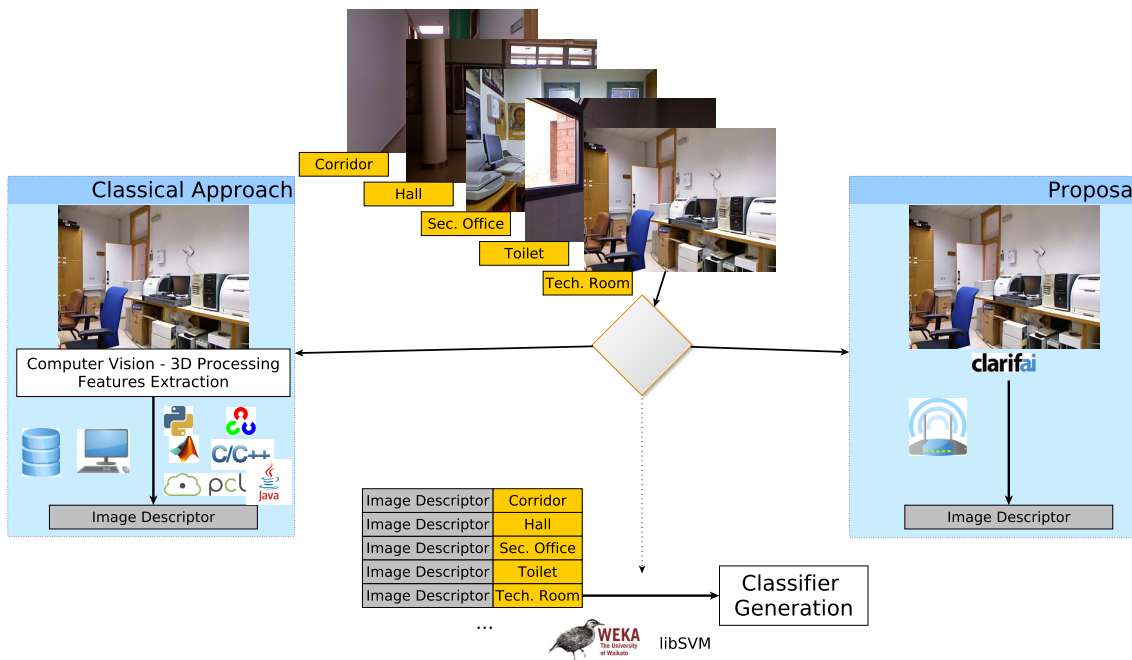 Corridor
Hall
Sec. Office
Toilet
Tech. Room
Classical Approach
Computer Vision - 3D Processing
Features Extraction
C/C++
pcl
Java
Image Descriptor
Proposa
clarifai
Image Descriptor
Image Descriptor Corridor
Image Descriptor Hall
Image Descriptor Sec. Office
Image Descriptor Toilet
Image Descriptor Tech. Room
...
Classifier
Generation
WEKA
The University
of Waikato
libSVM